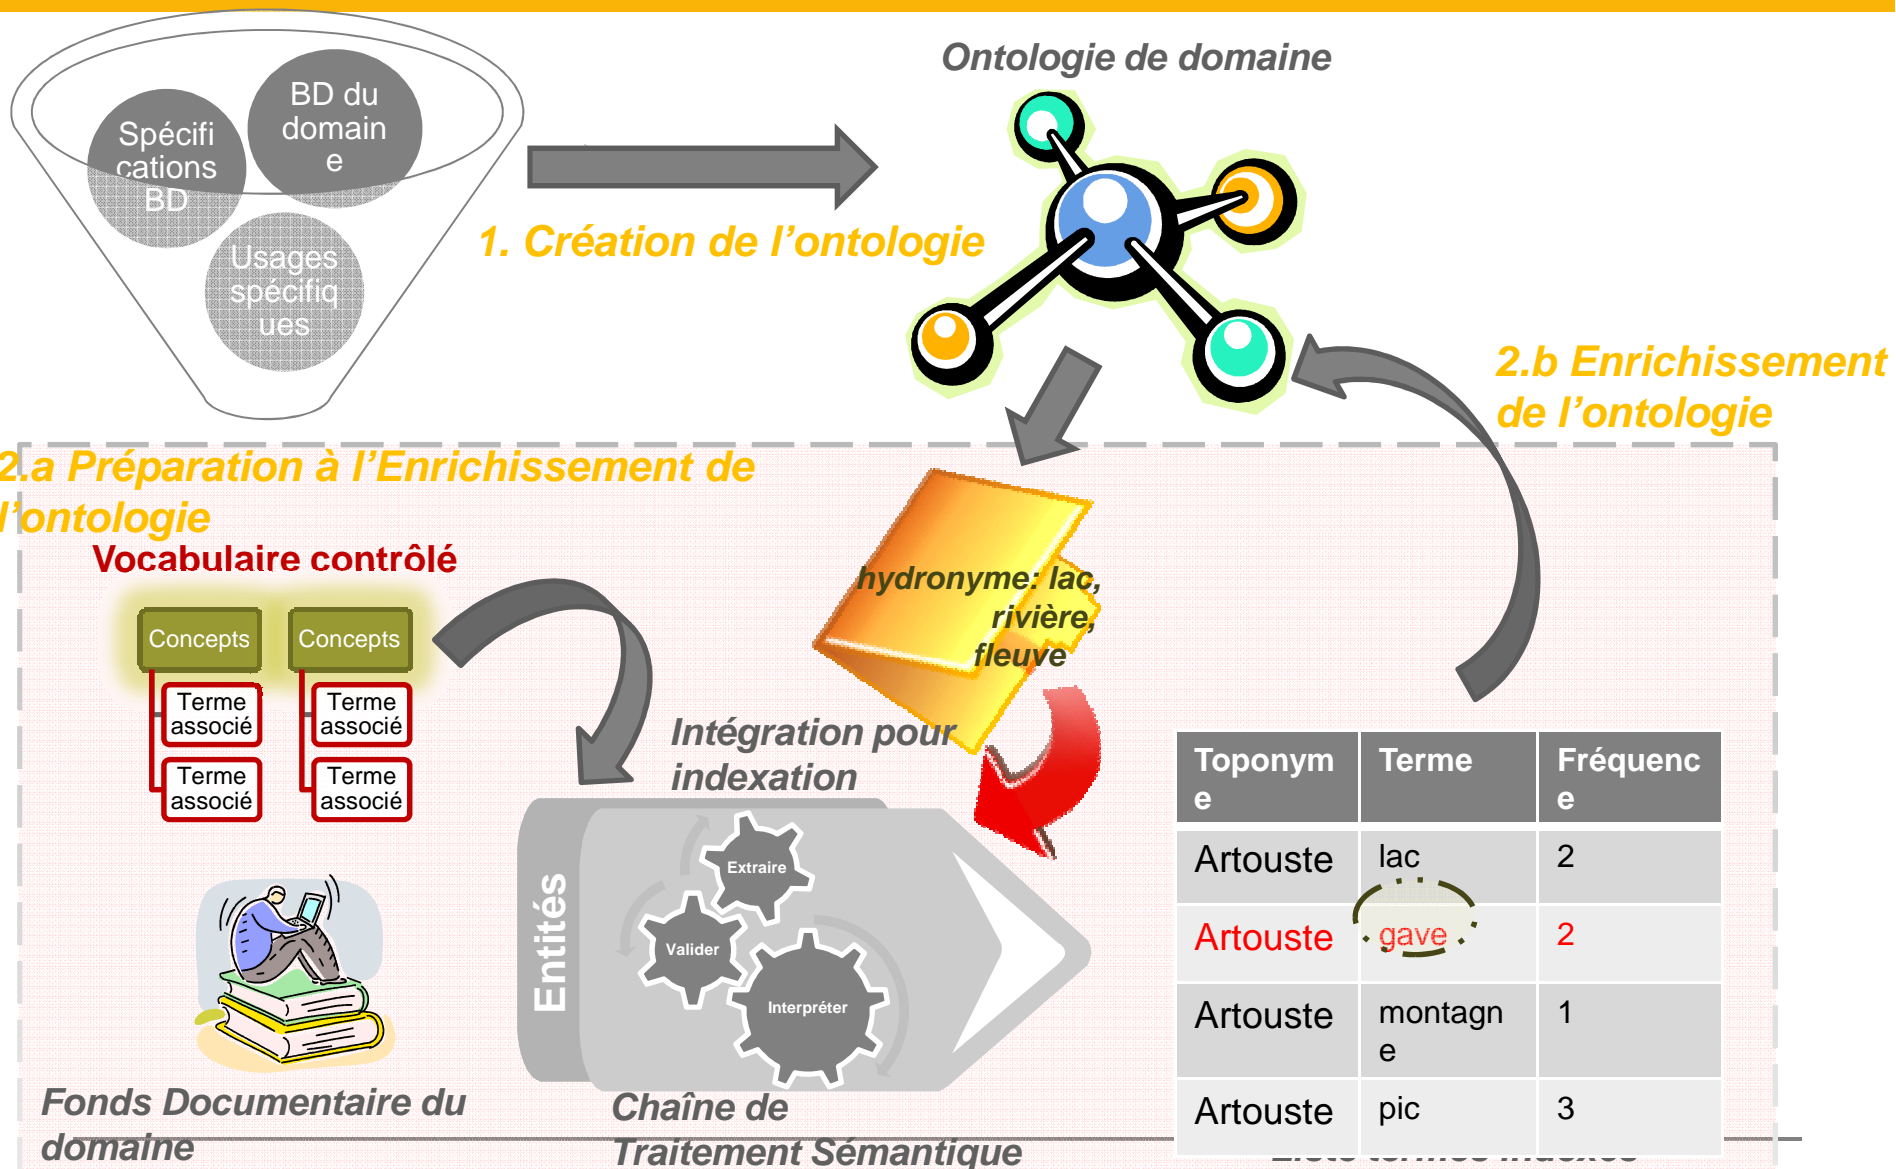 Ontologie de domaine
BD du
domain
e
Spécifi
cations
BD
Usages
spécifiq
ues
1. Création de l’ontologie
2.b Enrichissement
de l’ontologie
2.a Préparation à l’Enrichissement de
l’ontologie
Vocabulaire contrôlé
Concepts
Concepts
Terme
associé
Terme
associé
Terme
associé
Terme
associé
hydronyme: lac,
rivière,
fleuve
Intégration pour
indexation
Entités
Extraire
Valider
Interpréter
Toponym
e
Terme
Fréquenc
e
Artouste lac 2
Artouste gave 2
Artouste montagn
e
1
Artouste pic 3
Fonds Documentaire du
domaine
Chaîne de
Traitement Sémantique
Liste termes indexés